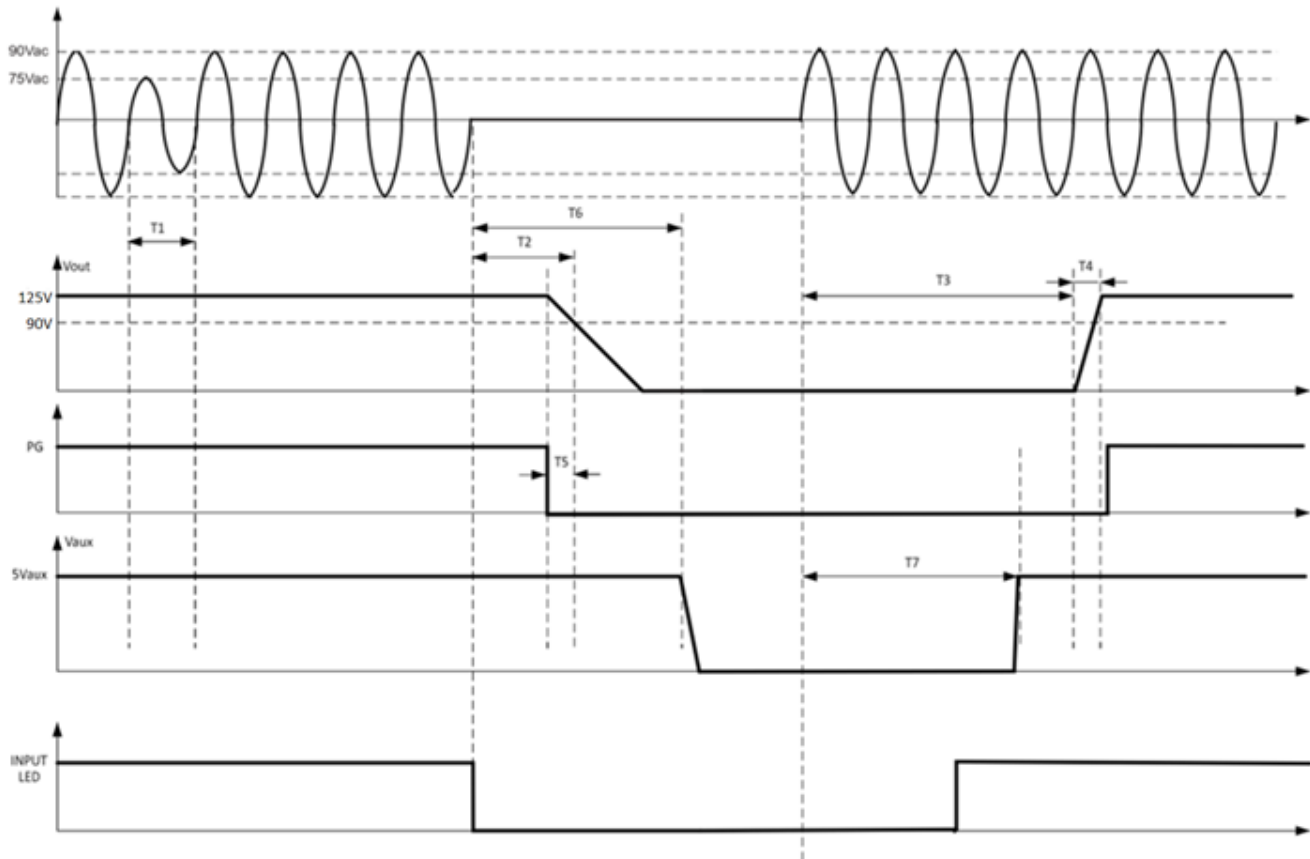 90Vac
75Vac
T1
T6
T2
Vout
T3
T4
125V
90V
PG
T5
Vaux
5Vaux
T7
INPUT
LED